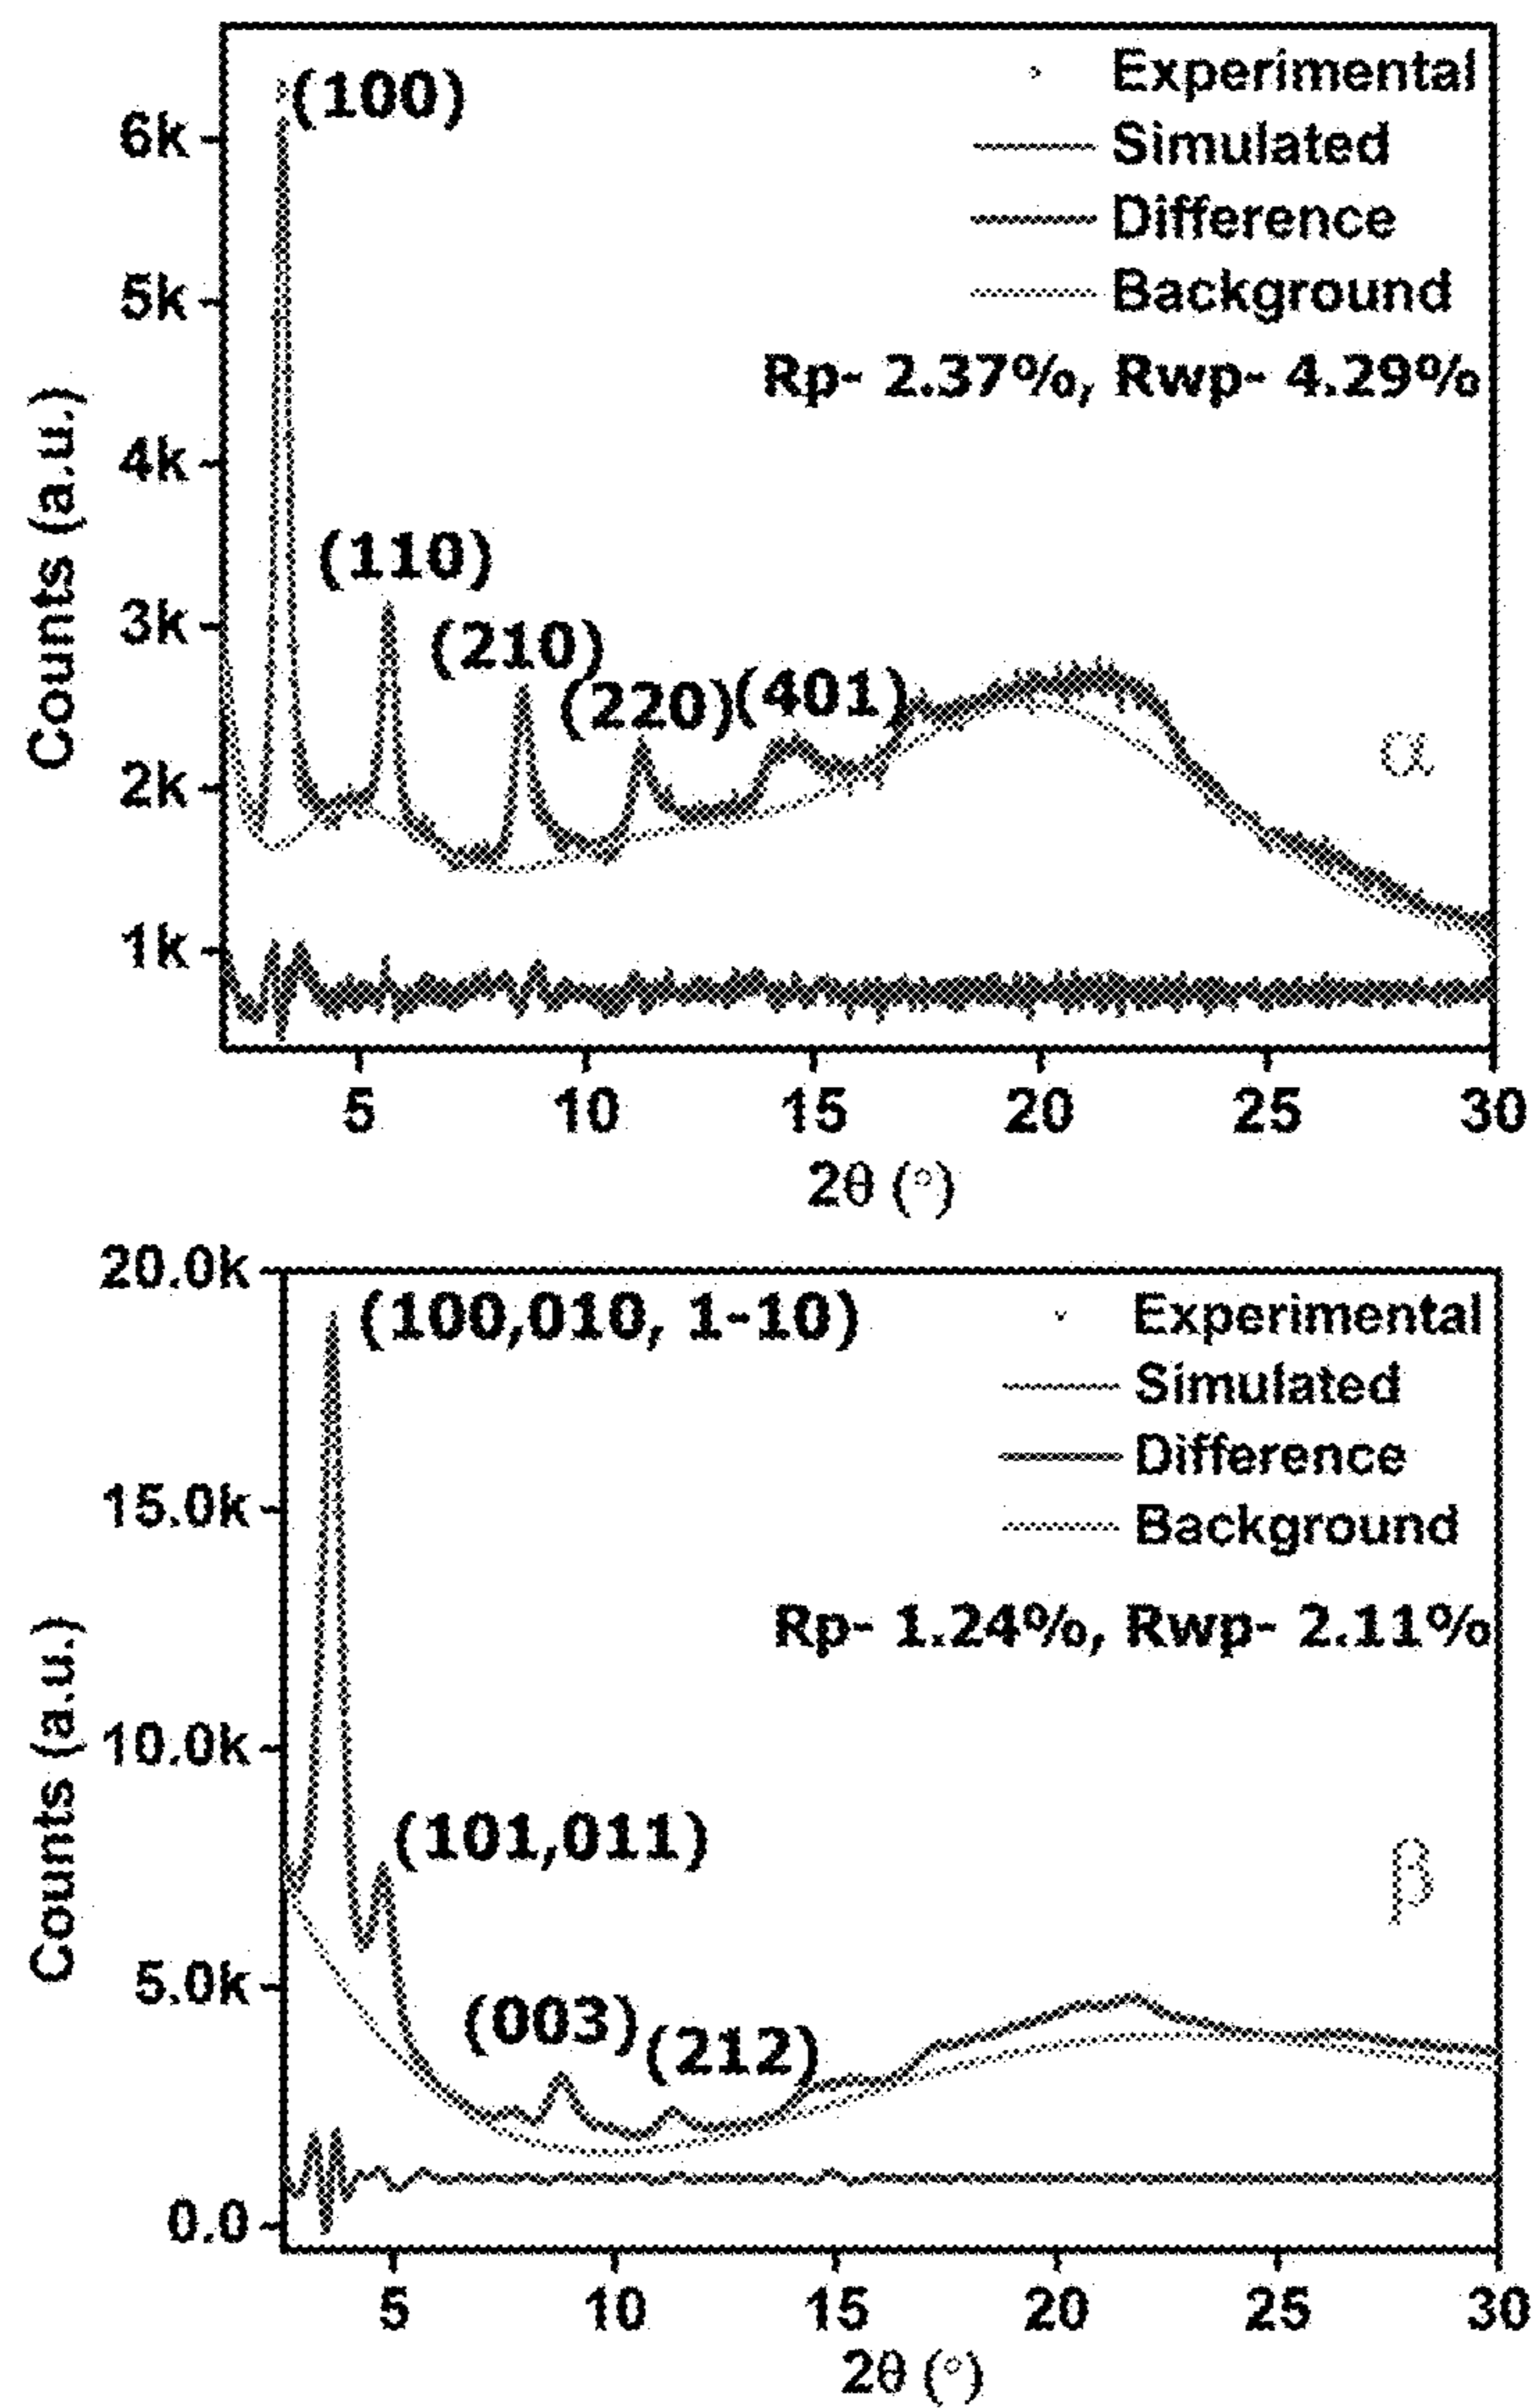 (100)
Experimental
Simulated
Difference
Background
Rp- 2.37%, Rwp- 4.29%
(110)
(210)
(220)
(401)
α
6k
5k
4k
3k
2k
1k
Counts (a.u.)
5 10 15 20 25 30
2θ (°)
20.0k
15.0k
10.0k
5.0k
0.0
Counts (a.u.)
(100,010, 1-10)
Experimental
Simulated
Difference
Background
Rp- 1.24%, Rwp- 2.11%
(101,011)
β
(003)
(212)
5 10 15 20 25 30
2θ (°)